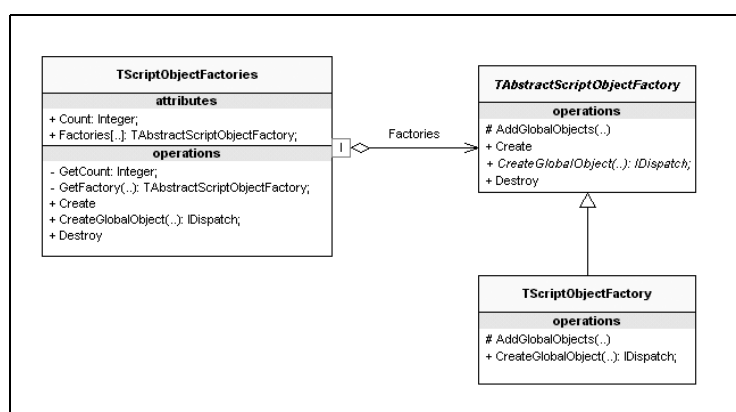 TScriptObjectFactories
attributes
+ Count: Integer;
+ Factories[..]: TAbstractScriptObjectFactory;
operations
- GetCount: Integer;
- GetFactory(..): TAbstractScriptObjectFactory;
+ Create
+ CreateGlobalObject(..): IDispatch;
+ Destroy
I
Factories
TAbstractScriptObjectFactory
operations
# AddGlobalObjects(..)
+ Create
+ CreateGlobalObject(..): IDispatch;
+ Destroy
TScriptObjectFactory
operations
# AddGlobalObjects(..)
+ CreateGlobalObject(..): IDispatch;